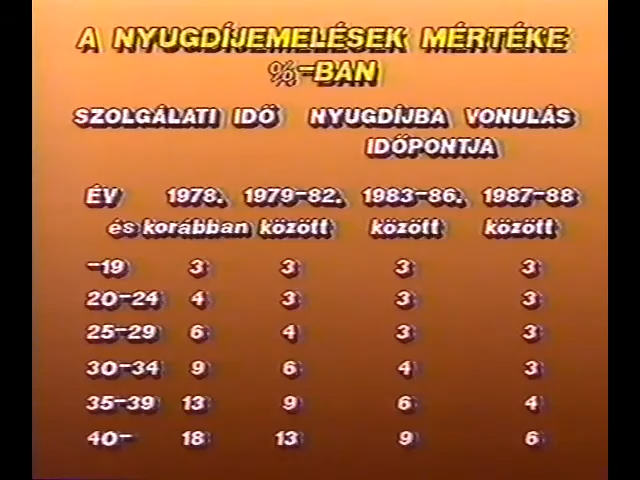 A NYUGDÍJEMELÉSEK MÉRTÉKE
%-BAN
SZOLGÁLATI IDŐ NYUGDÍJBA VONULÁS
IDŐPONTJA
ÉV 1978. 1979-82. 1983-86. 1987-88
és korábban között között között
-19 3 3 3 3
20-24 4 3 3 3
25-29 6 4 3 3
30-34 9 6 4 3
35-39 13 9 6 4
40- 18 13 9 6